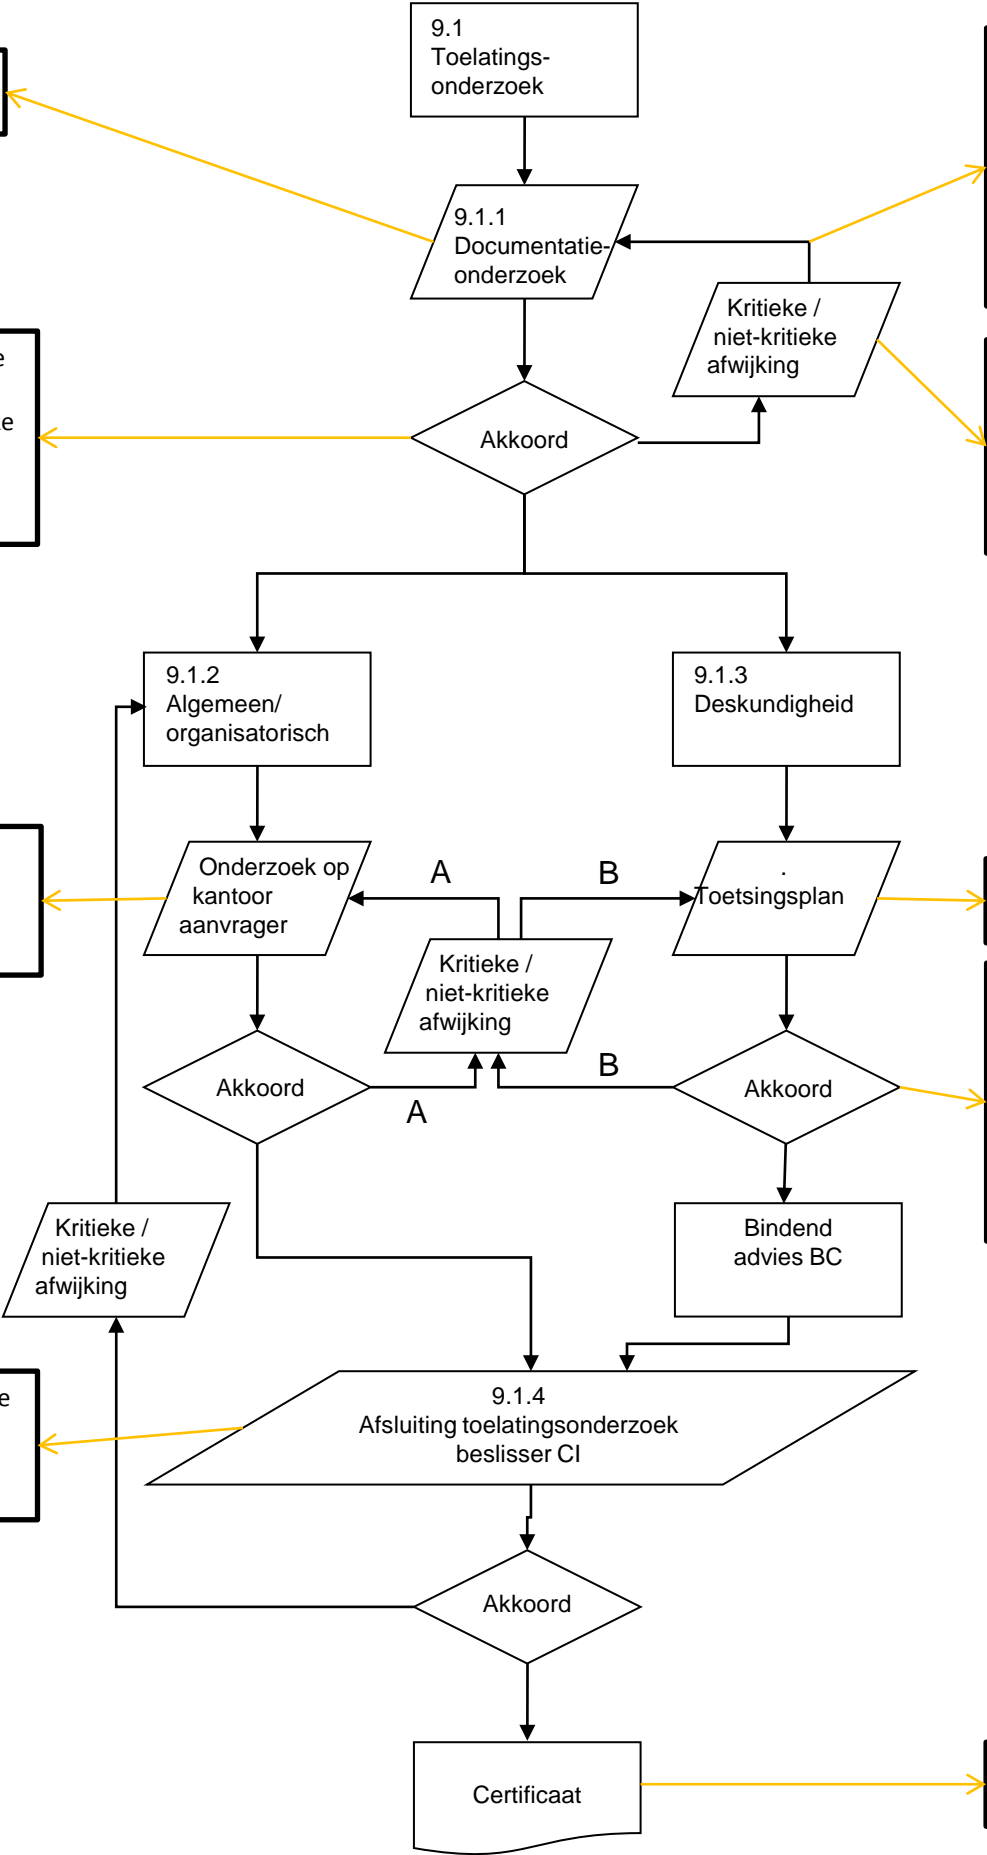 9.1
Toelatings-
onderzoek
9.1.1
Documentatie-
onderzoek
Kritieke /
niet-kritieke
afwijking
e
Akkoord
9.1.2
Algemeen/
organisatorisch
9.1.3
Deskundigheid
Onderzoek op
kantoor
aanvrager
A
B
.
Toetsingsplan
Kritieke /
niet-kritieke
afwijking
Akkoord
A
B
Akkoord
Kritieke /
niet-kritieke
afwijking
Bindend
advies BC
e
9.1.4
Afsluiting toelatingsonderzoek
beslisser CI
Akkoord
Certificaat